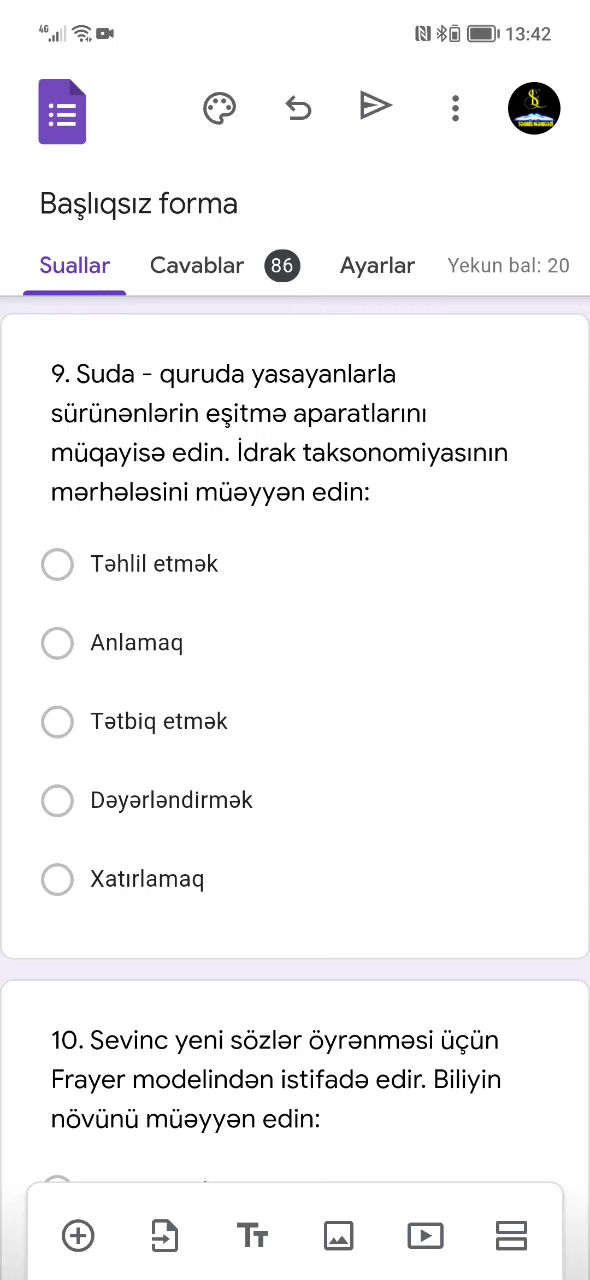 4G
13:42
Başlıqsız forma
Suallar Cavablar 86 Ayarlar Yekun bal: 20
9. Suda - quruda yasayanlarla
sürünənlərin eşitmə aparatlarını
müqayisə edin. İdrak taksonomiyasının
mərhələsini müəyyən edin:
Təhlil etmək
Anlamaq
Tətbiq etmək
Dəyərləndirmək
Xatırlamaq
10. Sevinc yeni sözlər öyrənməsi üçün
Frayer modelindən istifadə edir. Biliyin
növünü müəyyən edin: